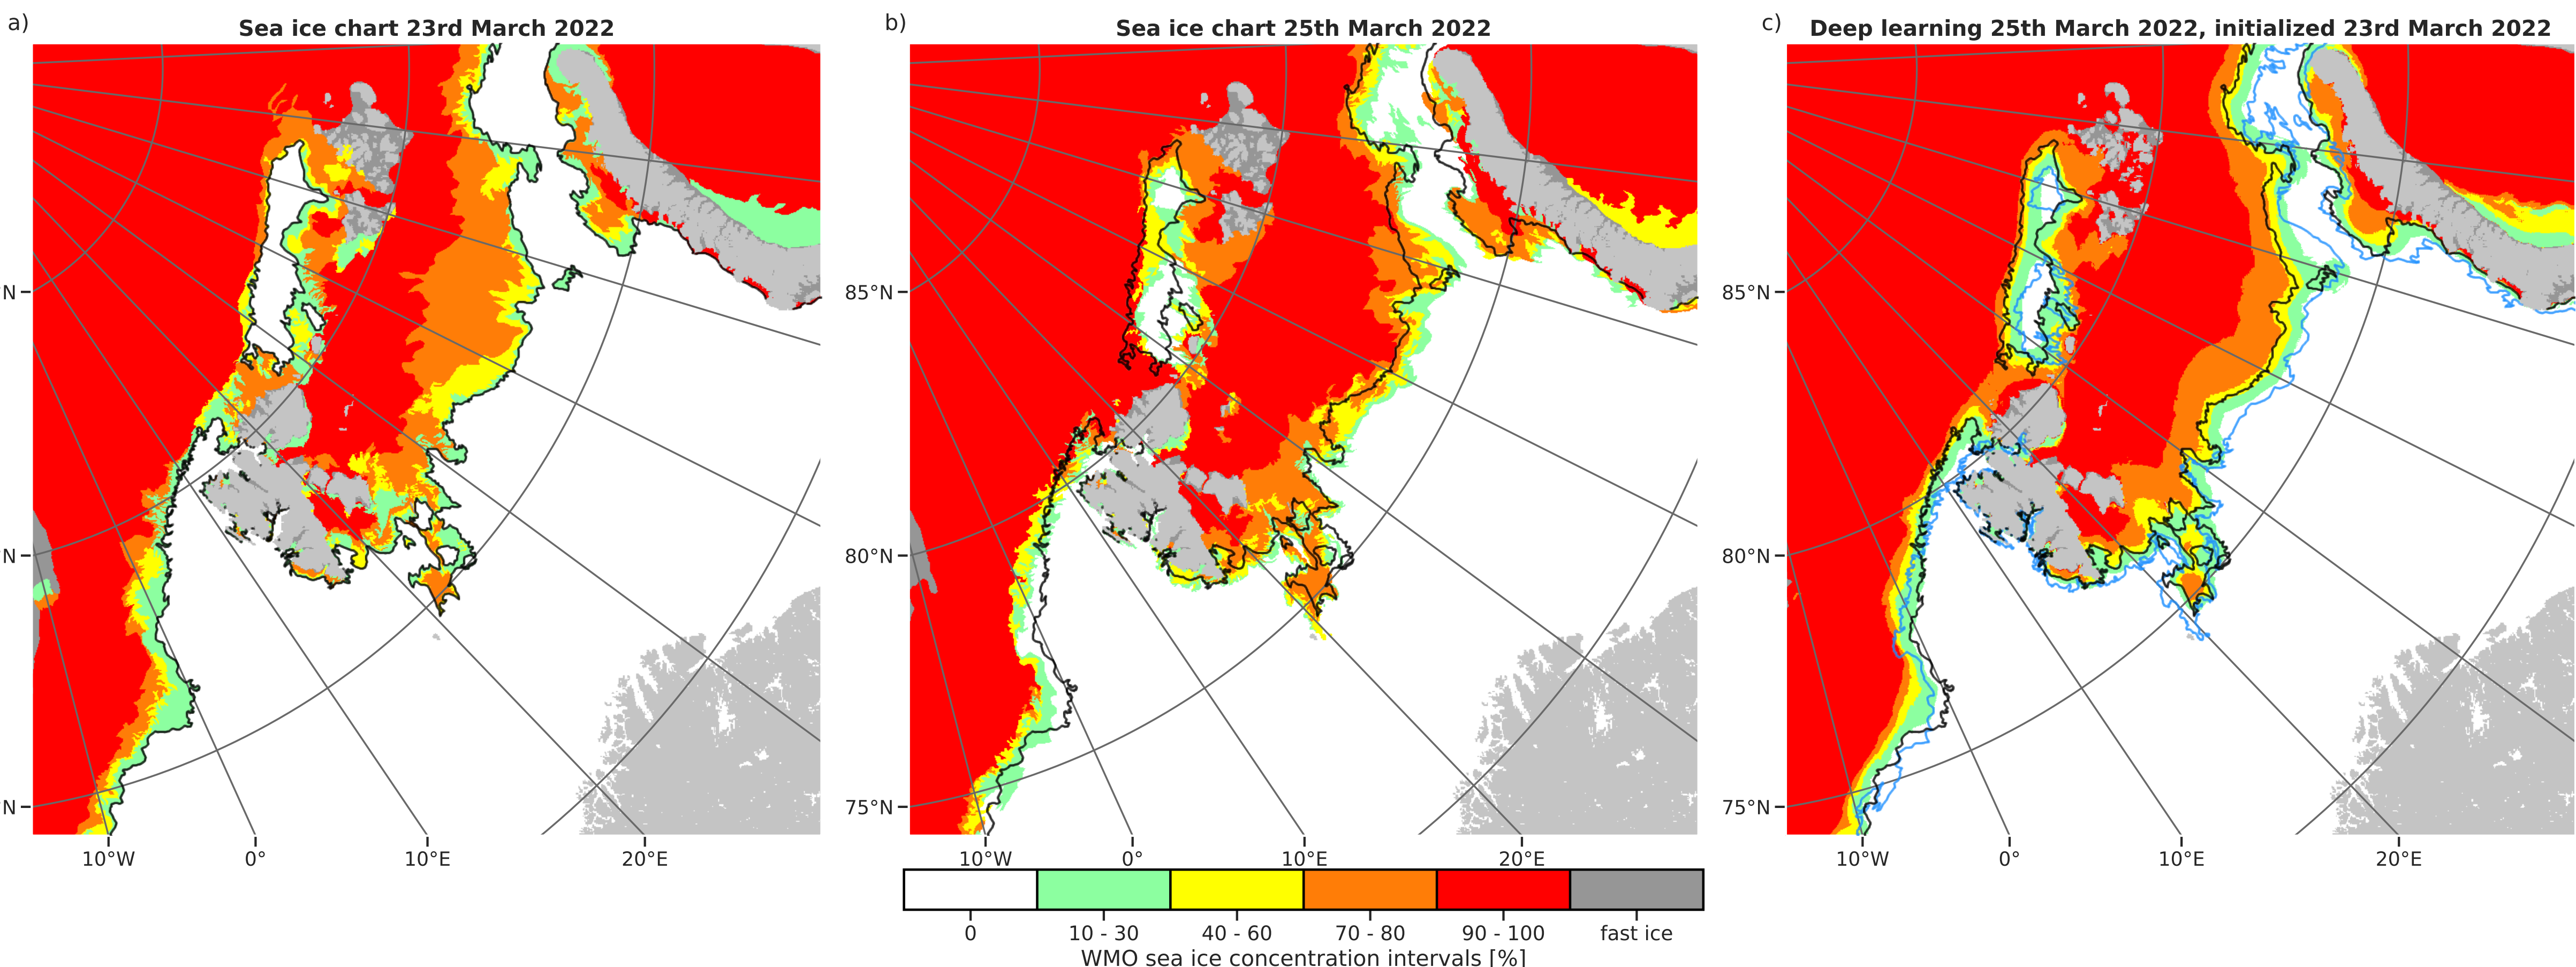 a)
Sea ice chart 23rd March 2022
b)
Sea ice chart 25th March 2022
c)
Deep learning 25th March 2022, initialized 23rd March 2022
N
85°N
85°N
N
80°N
80°N
N
75°N
75°N
10°W 0° 10°E 20°E
10°W 0° 10°E 20°E
10°W 0° 10°E 20°E
0 10 - 30 40 - 60 70 - 80 90 - 100 fast ice
WMO sea ice concentration intervals [%]